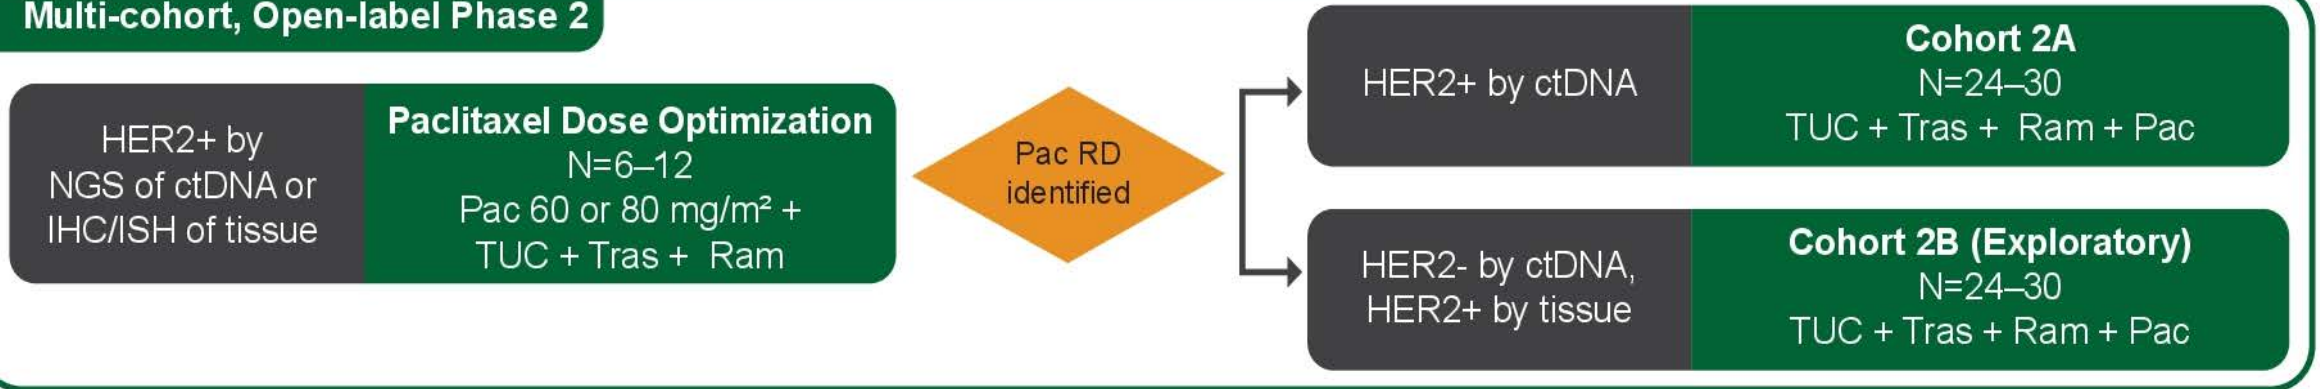 Multi-cohort, Open-label Phase 2
HER2+ by
NGS of ctDNA or
IHC/ISH of tissue
Paclitaxel Dose Optimization
N=6–12
Pac 60 or 80 mg/m² +
TUC + Tras + Ram
Pac RD
identified
HER2+ by ctDNA
Cohort 2A
N=24–30
TUC + Tras + Ram + Pac
HER2- by ctDNA,
HER2+ by tissue
Cohort 2B (Exploratory)
N=24–30
TUC + Tras + Ram + Pac